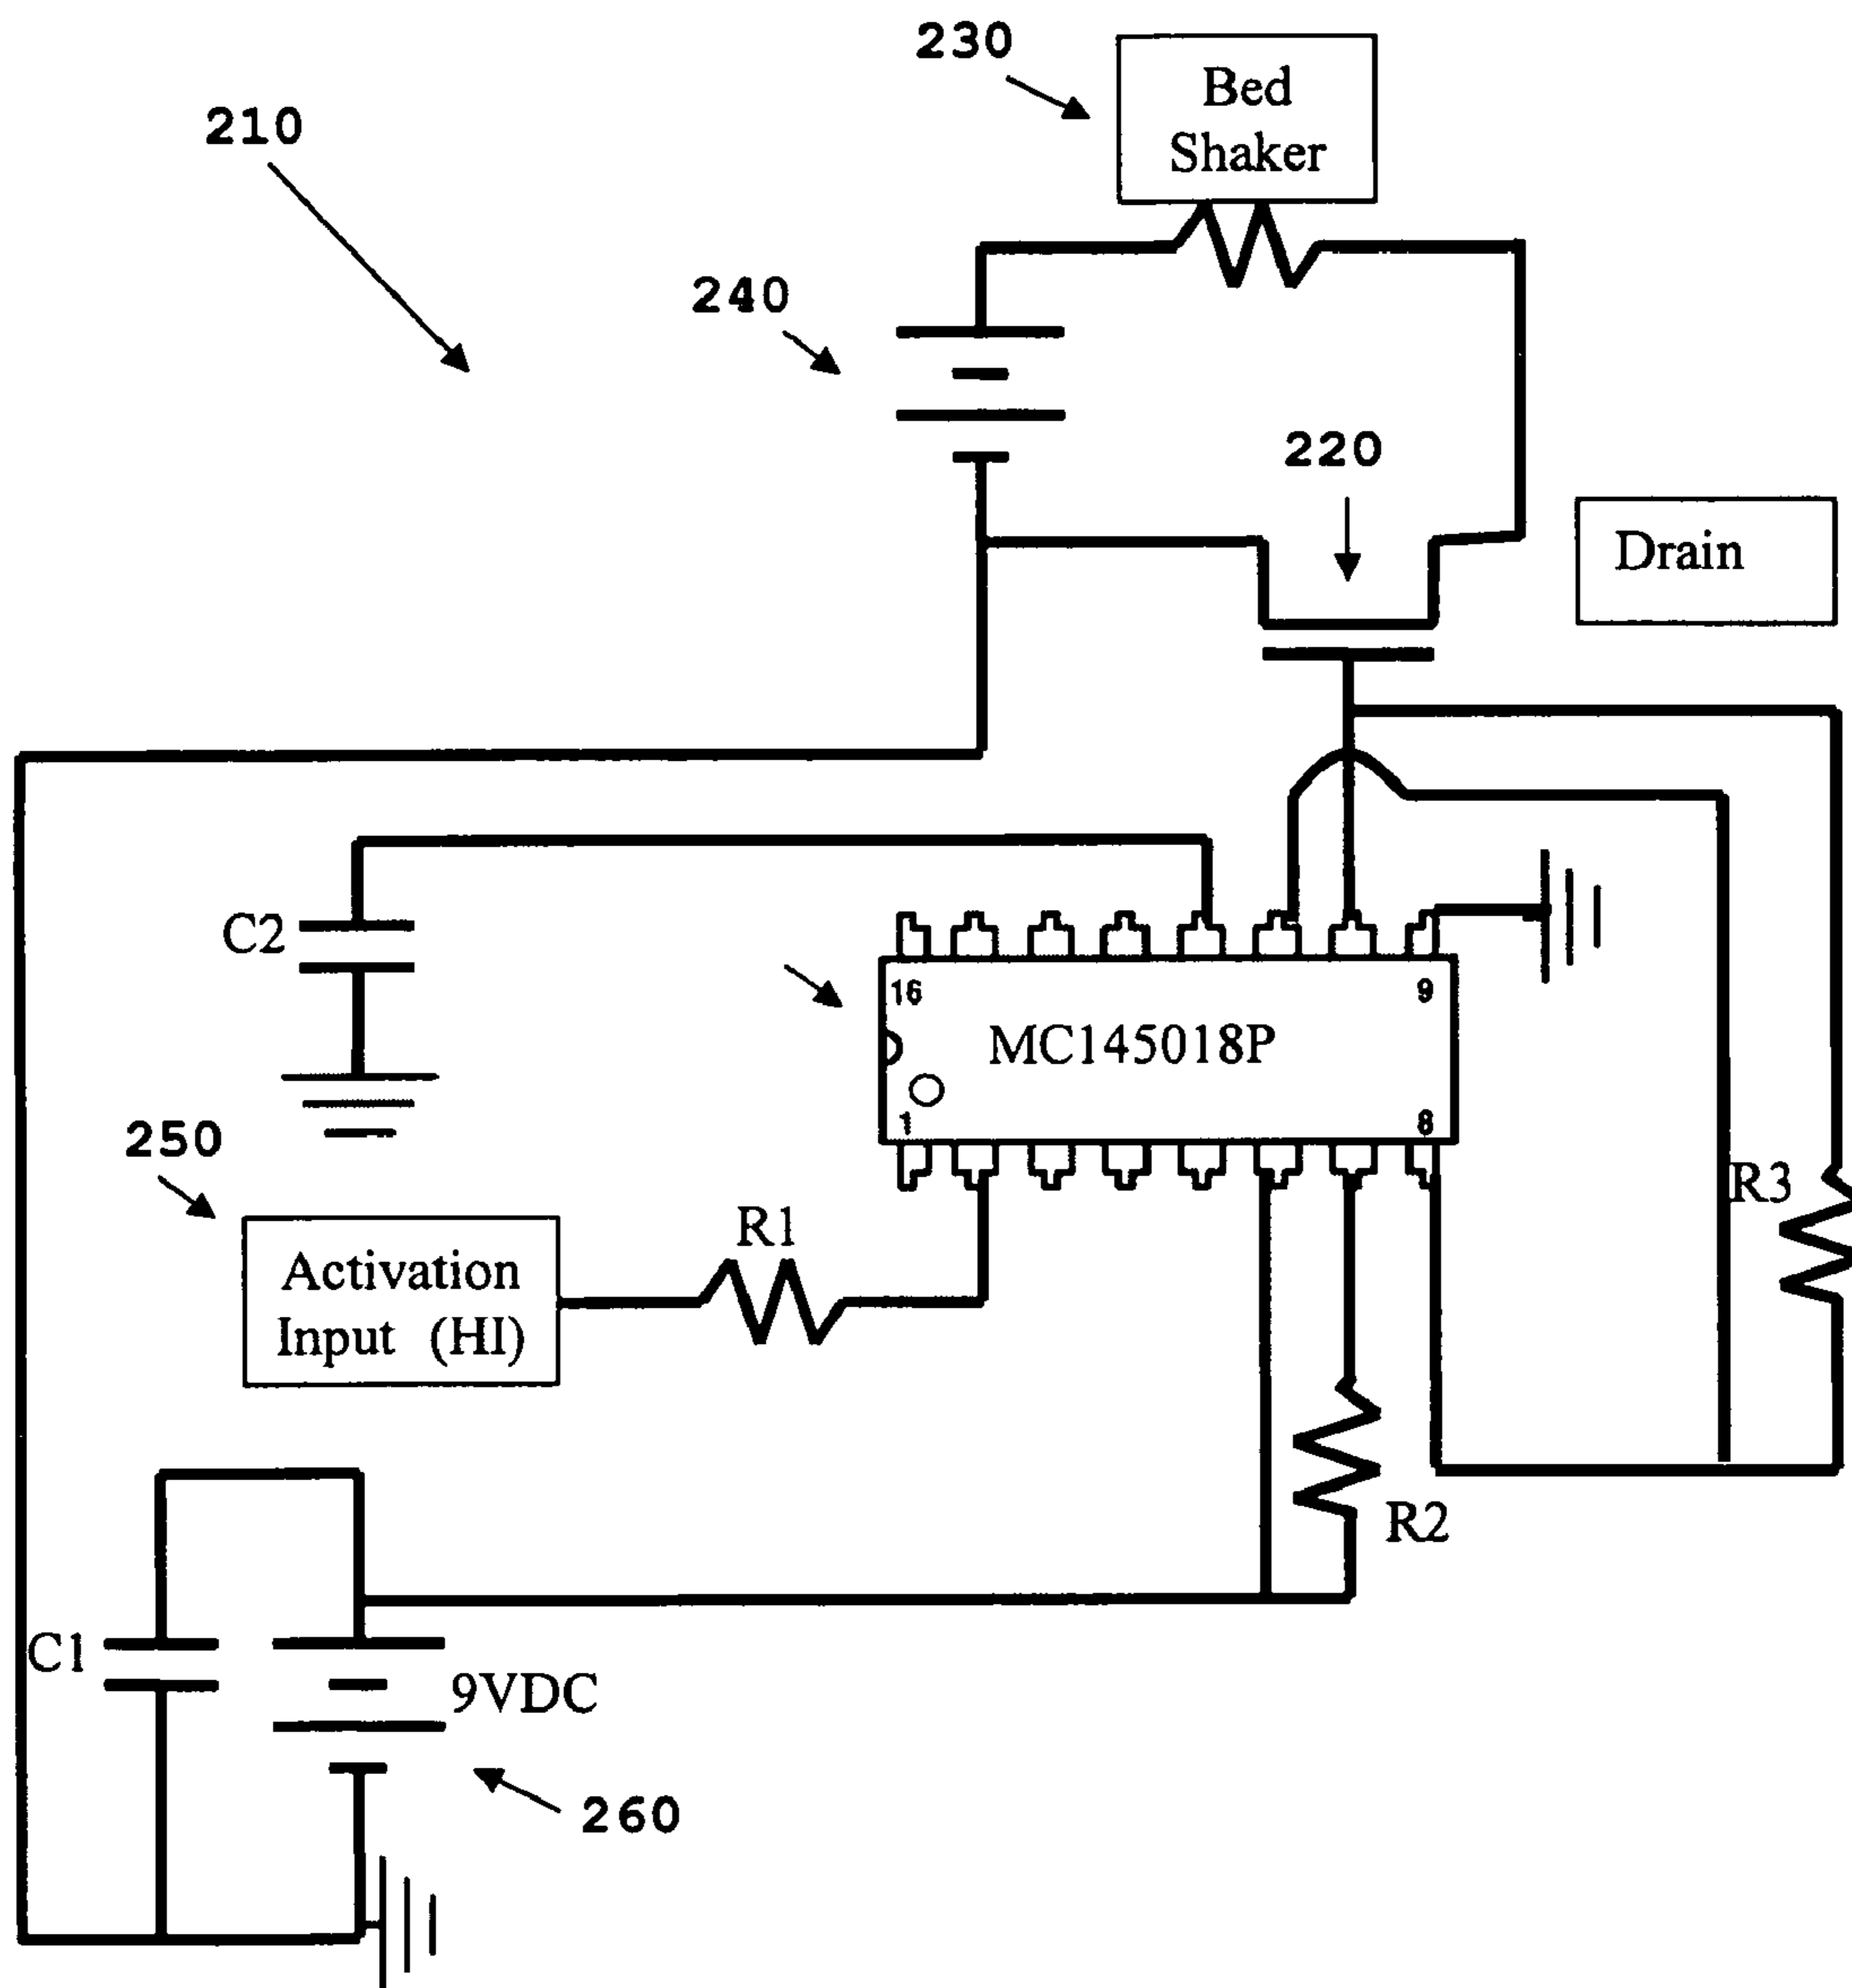 230
Bed
Shaker
210
240
220
Drain
C2
16
9
MC145018P
1
8
250
R3
R1
Activation
Input (HI)
R2
C1
9VDC
260